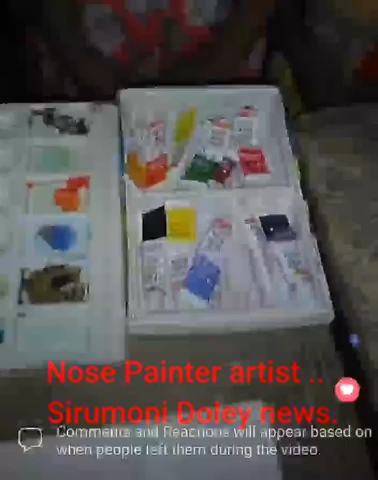 Nose Painter artist ..
Sirumoni Doley news.
Comments and Reactions will appear based on
when people left them during the video.